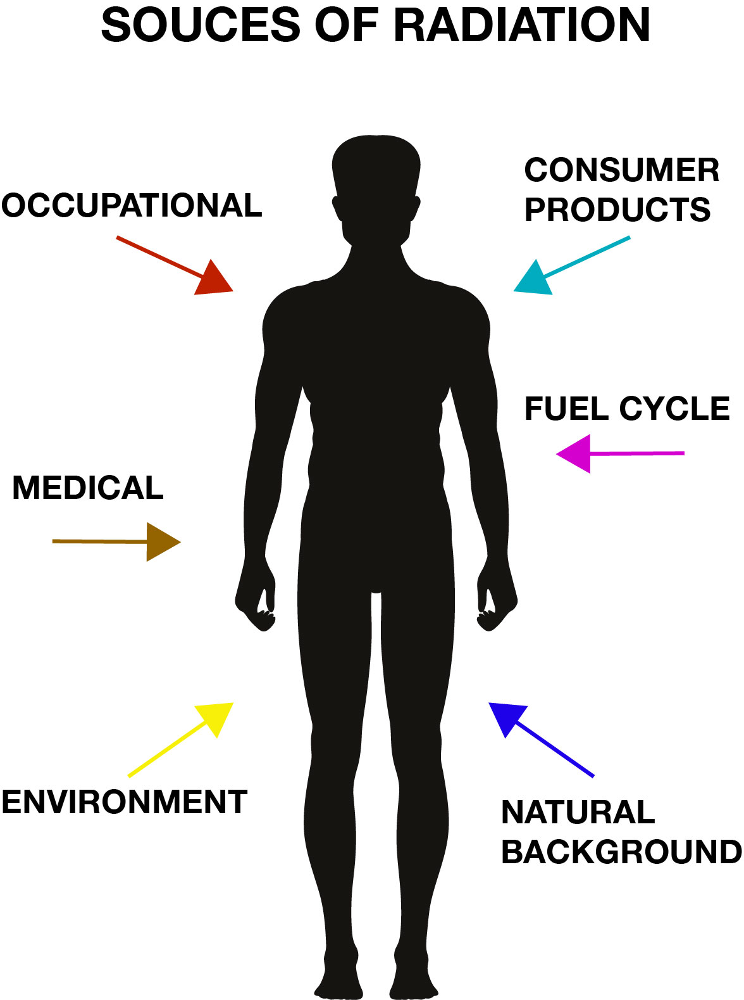 SOUCES OF RADIATION
OCCUPATIONAL
CONSUMER
PRODUCTS
FUEL CYCLE
MEDICAL
ENVIRONMENT
NATURAL
BACKGROUND